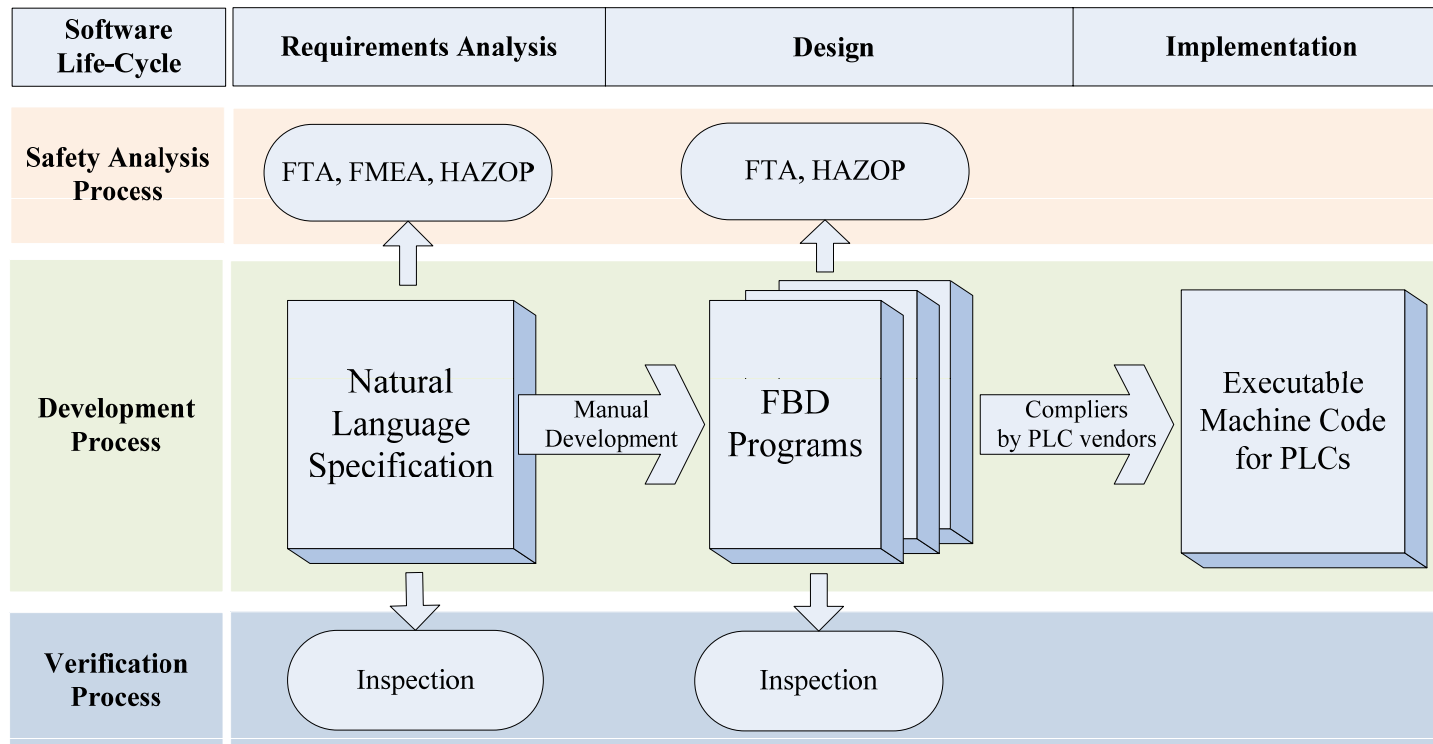 Software
Life-Cycle
Requirements Analysis
Design
Implementation
Safety Analysis
Process
FTA, FMEA, HAZOP
FTA, HAZOP
Development
Process
Natural
Language
Specification
Manual
Development
FBD
Programs
Compliers
by PLC vendors
Executable
Machine Code
for PLCs
Verification
Process
Inspection
Inspection